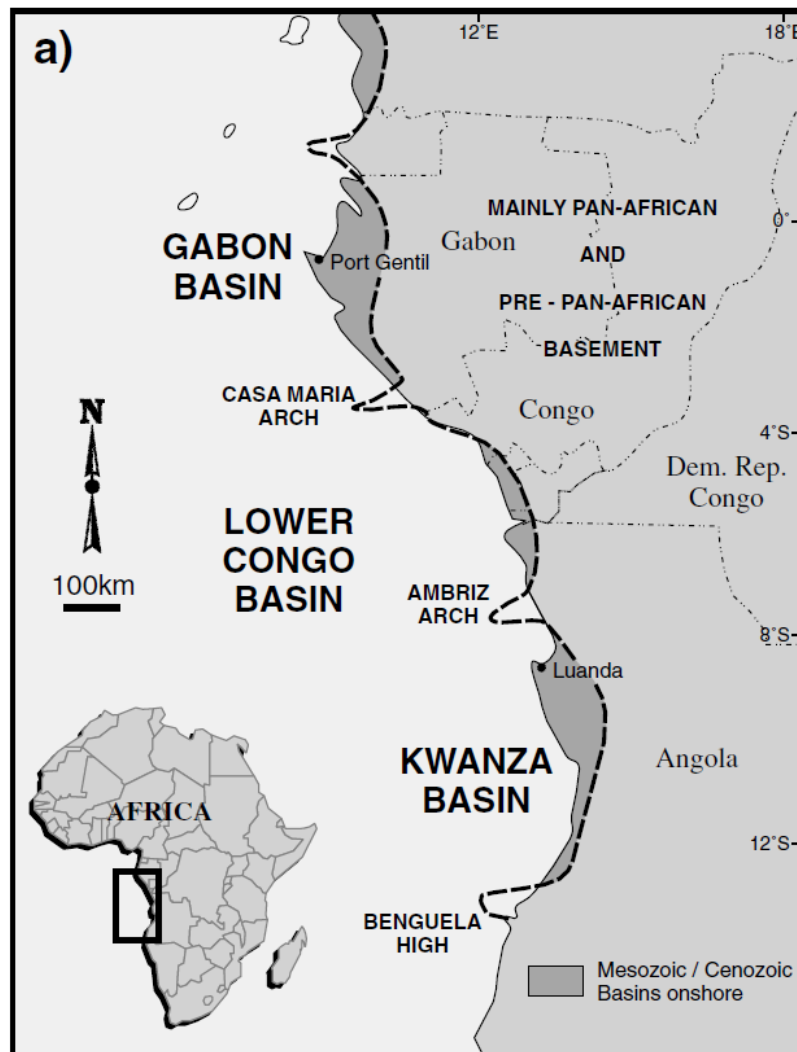 a)
12˚E
18˚E
MAINLY PAN-AFRICAN
0˚
Gabon
AND
GABON
BASIN
Port Gentil
PRE - PAN-AFRICAN
BASEMENT
CASA MARIA
ARCH
Congo
N
4˚S
Dem. Rep.
Congo
LOWER
CONGO
BASIN
100km
AMBRIZ
ARCH
8˚S
Luanda
KWANZA
BASIN
Angola
AFRICA
12˚S
BENGUELA
HIGH
Mesozoic / Cenozoic
Basins onshore